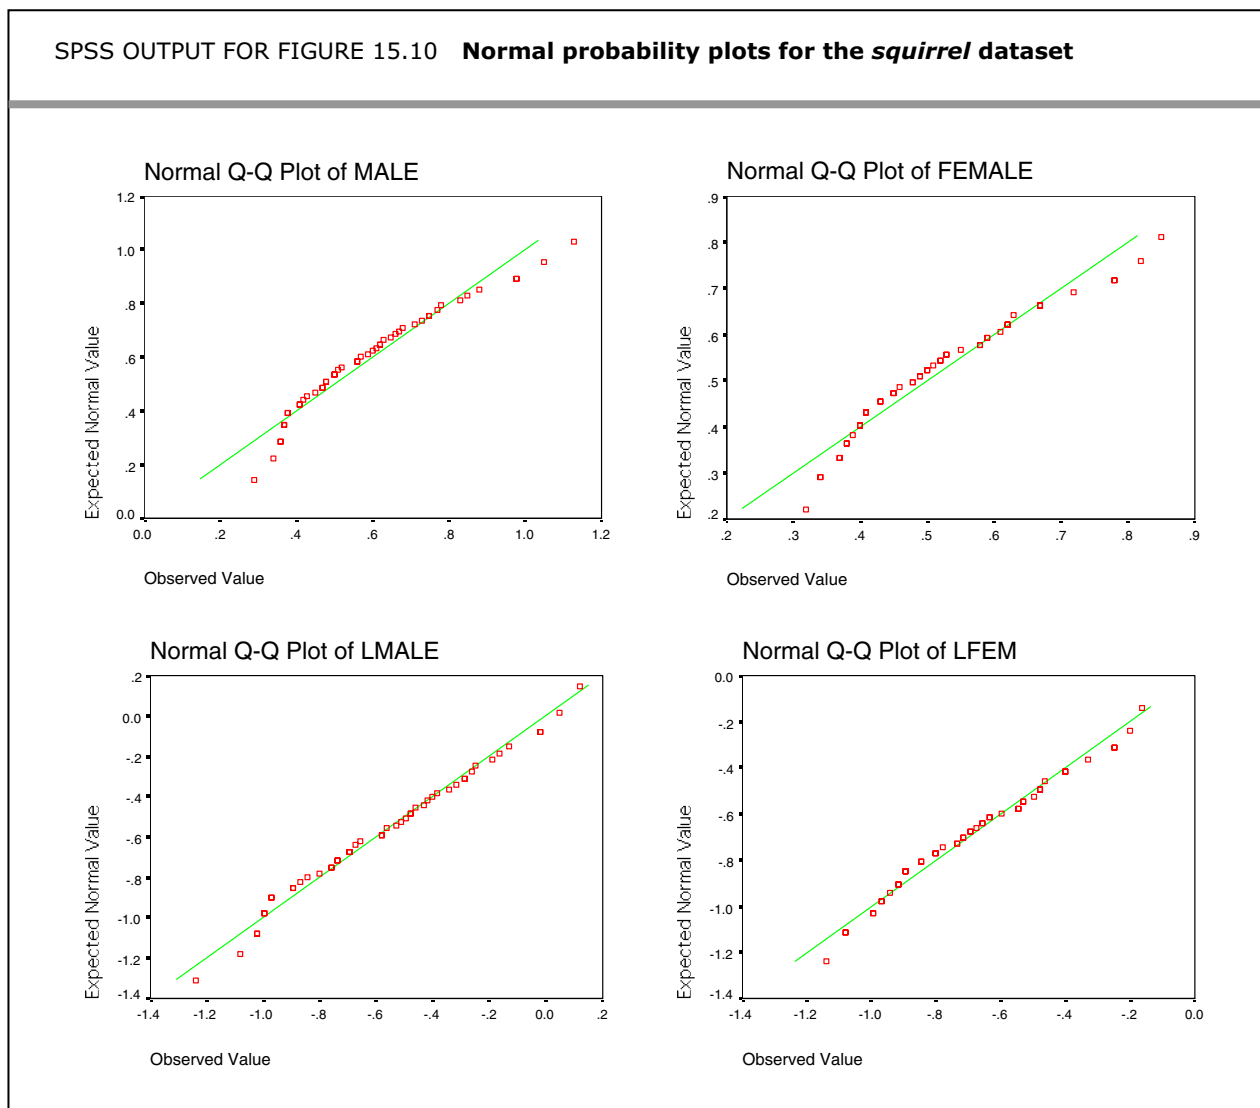 SPSS OUTPUT FOR FIGURE 15.10 Normal probability plots for the squirrel dataset
Normal Q-Q Plot of MALE
Expected Normal Value
1.2
1.0
.8
.6
.4
.2
0.0
0.0 .2 .4 .6 .8 1.0 1.2
Observed Value
Normal Q-Q Plot of FEMALE
Expected Normal Value
.9
.8
.7
.6
.5
.4
.3
.2
.2 .3 .4 .5 .6 .7 .8 .9
Observed Value
Normal Q-Q Plot of LMALE
Expected Normal Value
.2
0.0
-.2
-.4
-.6
-.8
-1.0
-1.2
-1.4
-1.4 -1.2 -1.0 -.8 -.6 -.4 -.2 0.0 .2
Observed Value
Normal Q-Q Plot of LFEM
Expected Normal Value
0.0
-.2
-.4
-.6
-.8
-1.0
-1.2
-1.4
-1.4 -1.2 -1.0 -.8 -.6 -.4 -.2 0.0
Observed Value